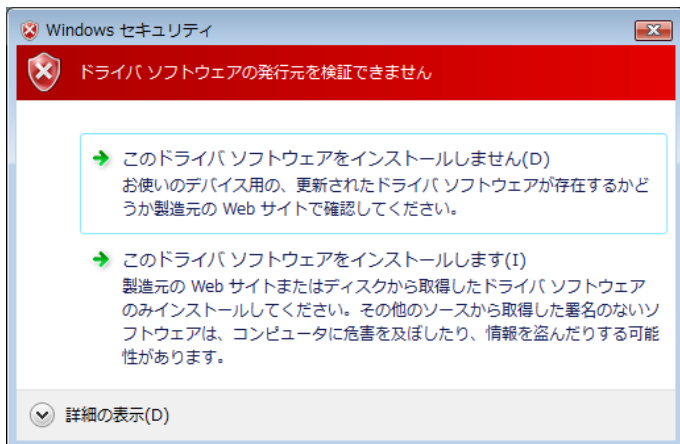 Windows セキュリティ
ドライバ ソフトウェアの発行元を検証できません
このドライバ ソフトウェアをインストールしません(D)
お使いのデバイス用の、更新されたドライバ ソフトウェアが存在するかど
うか製造元の Web サイトで確認してください。
このドライバ ソフトウェアをインストールします(I)
製造元の Web サイトまたはディスクから取得したドライバ ソフトウェア
のみインストールしてください。その他のソースから取得した署名のないソ
フトウェアは、コンピュータに危害を及ぼしたり、情報を盗んだりする可能
性があります。
詳細の表示(D)